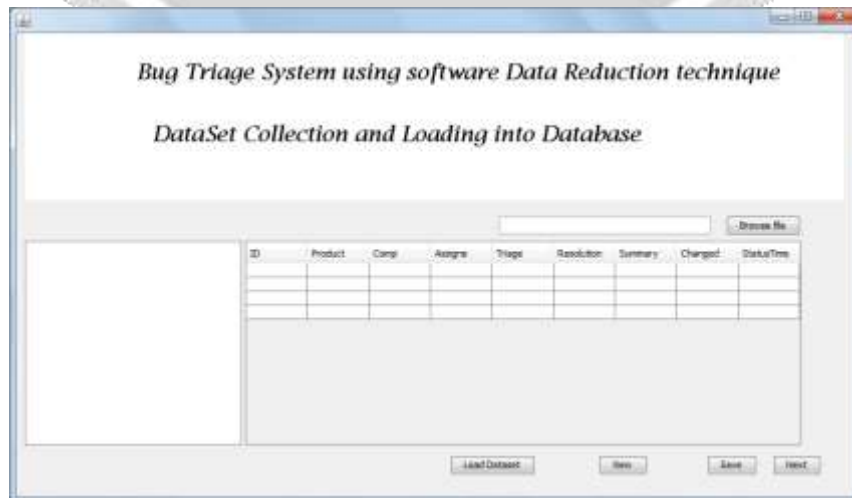 Bug Triage System using software Data Reduction technique
DataSet Collection and Loading into Database
Browse file
ID Product Comp Assigne Triage Resolution Summary Changed StatusTime
Load Dataset New Save Next